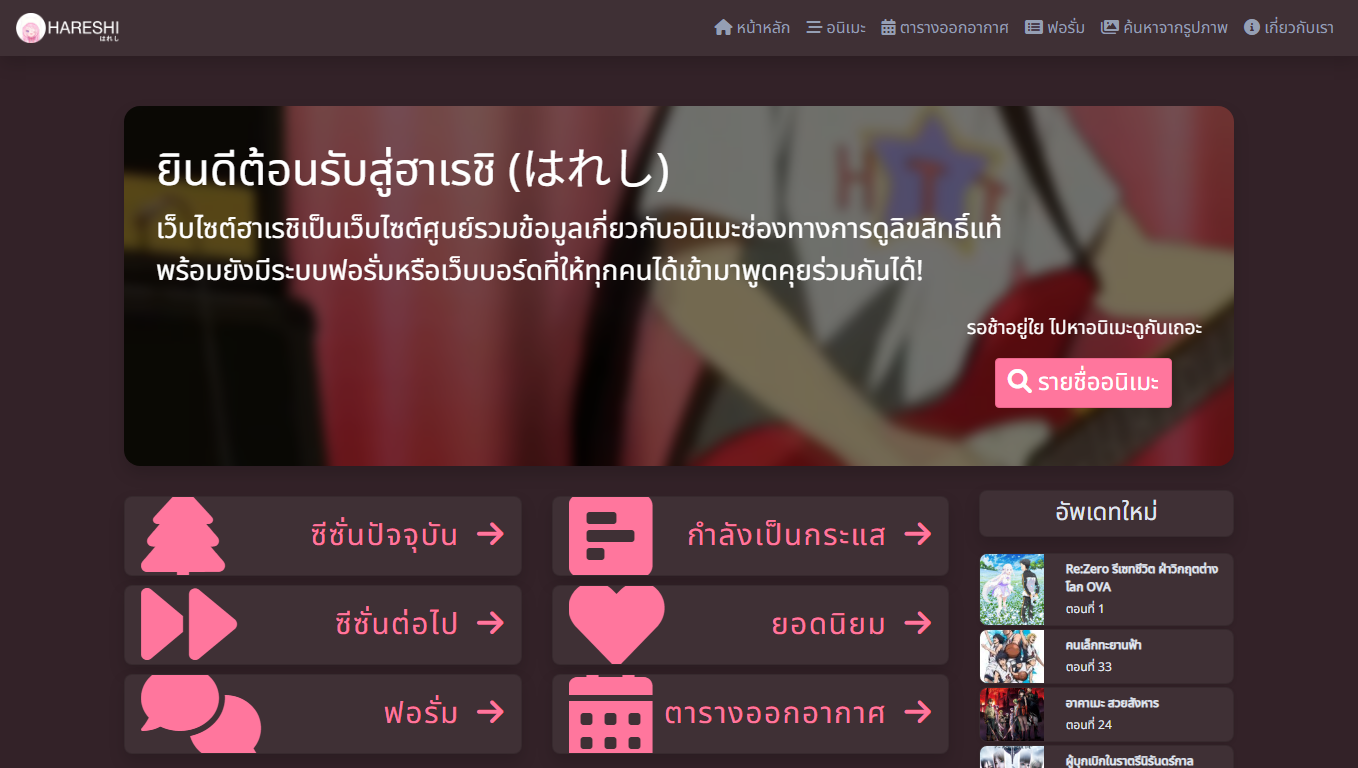 HARESHI
はれし
หน้าหลัก
อนิเมะ
ตารางออกอากาศ
ฟอรั่ม
ค้นหาจากรูปภาพ
เกี่ยวกับเรา
HTT
ยินดีต้อนรับสู่ฮาเรชิ (はれし)
เว็บไซต์ฮาเรชิเป็นเว็บไซต์ศูนย์รวมข้อมูลเกี่ยวกับอนิเมะช่องทางการดูลิขสิทธิ์แท้
พร้อมยังมีระบบฟอรั่มหรือเว็บบอร์ดที่ให้ทุกคนได้เข้ามาพูดคุยร่วมกันได้!
รอช้าอยู่ใย ไปหาอนิเมะดูกันเถอะ
รายชื่ออนิเมะ
ซีซั่นปัจจุบัน
กำลังเป็นกระแส
ซีซั่นต่อไป
ยอดนิยม
ฟอรั่ม
ตารางออกอากาศ
อัพเดทใหม่
Re:Zero รีเซทชีวิต ฝ่าวิกฤตต่าง
โลก OVA
ตอนที่ 1
คนเล็กทะยานฟ้า
ตอนที่ 33
อาคาเมะ สวยสังหาร
ตอนที่ 24
ผู้บุกเบิกในราตรีนิรันดร์กาล